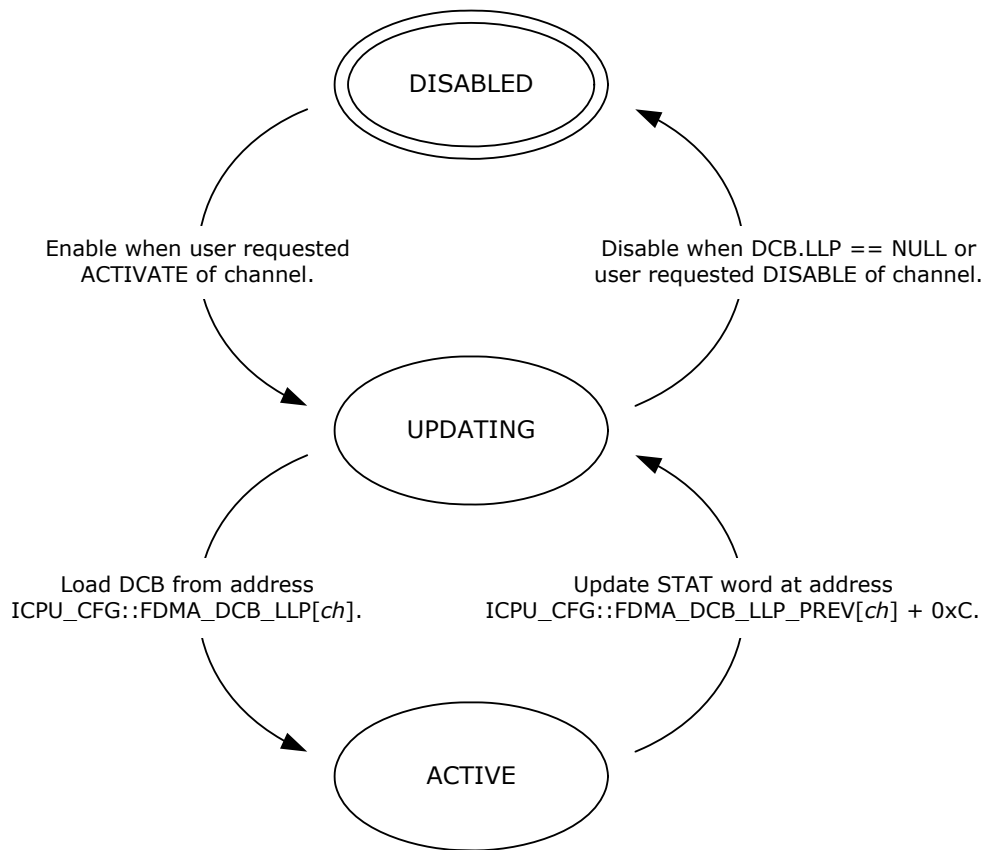 DISABLED
Enable when user requested
ACTIVATE of channel.
Disable when DCB.LLP == NULL or
user requested DISABLE of channel.
UPDATING
Load DCB from address
ICPU_CFG::FDMA_DCB_LLP[ch].
Update STAT word at address
ICPU_CFG::FDMA_DCB_LLP_PREV[ch] + 0xC.
ACTIVE